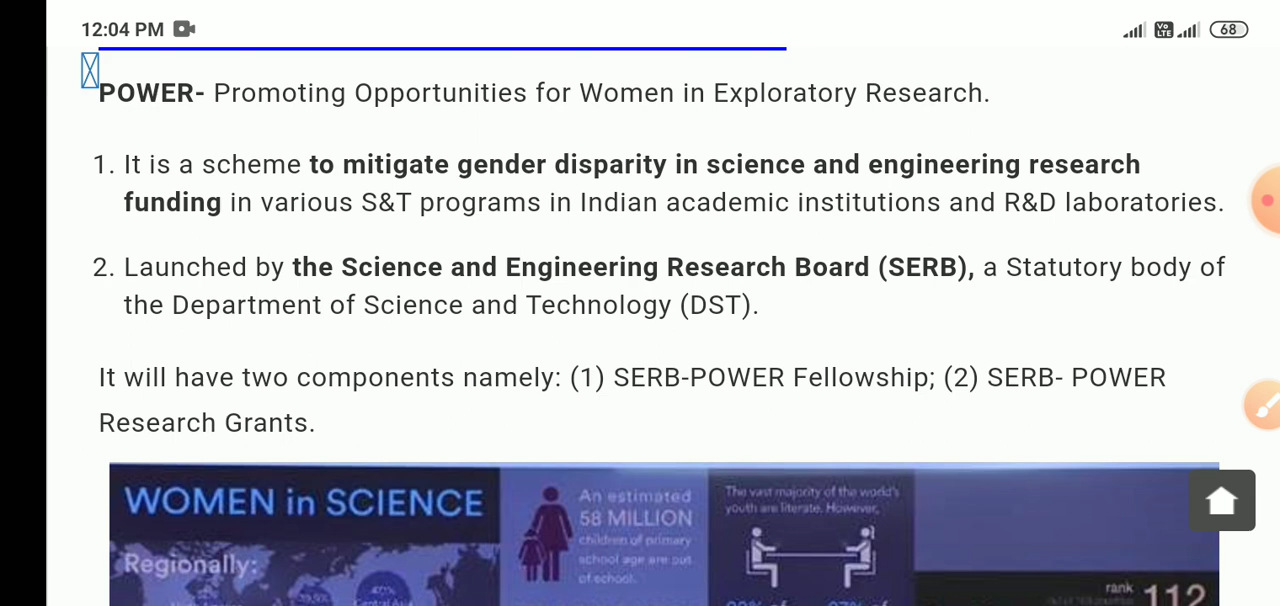 12:04 PM
Vo LTE
68
POWER- Promoting Opportunities for Women in Exploratory Research.
1. It is a scheme to mitigate gender disparity in science and engineering research
funding in various S&T programs in Indian academic institutions and R&D laboratories.
2. Launched by the Science and Engineering Research Board (SERB), a Statutory body of
the Department of Science and Technology (DST).
It will have two components namely: (1) SERB-POWER Fellowship; (2) SERB- POWER
Research Grants.
WOMEN in SCIENCE
Regionally:
An estimated
58 MILLION
children of primary
school age are out
of school.
The vast majority of the world's
youth are literate. However,
rank
112